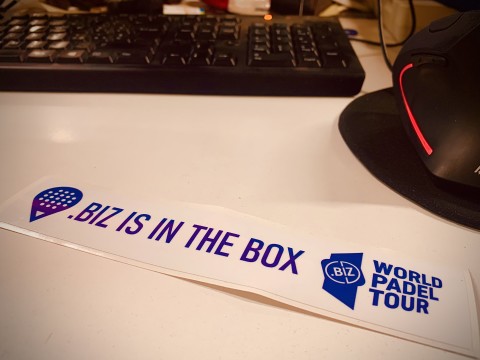 .BIZ IS IN THE BOX
.BIZ
WORLD
PADEL
TOUR